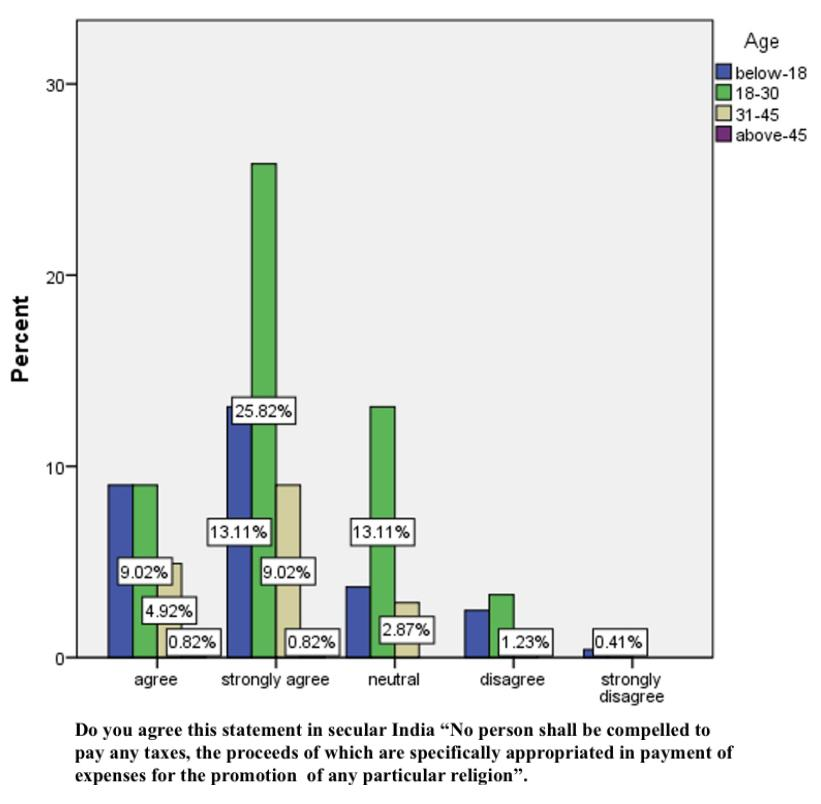 Age
below-18
18-30
31-45
above-45
Percent
30
20
10
0
25.82%
13.11%
13.11%
9.02%
9.02%
4.92%
2.87%
0.82%
0.82%
1.23%
0.41%
agree
strongly agree
neutral
disagree
strongly
disagree
Do you agree this statement in secular India “No person shall be compelled to
pay any taxes, the proceeds of which are specifically appropriated in payment of
expenses for the promotion of any particular religion”.